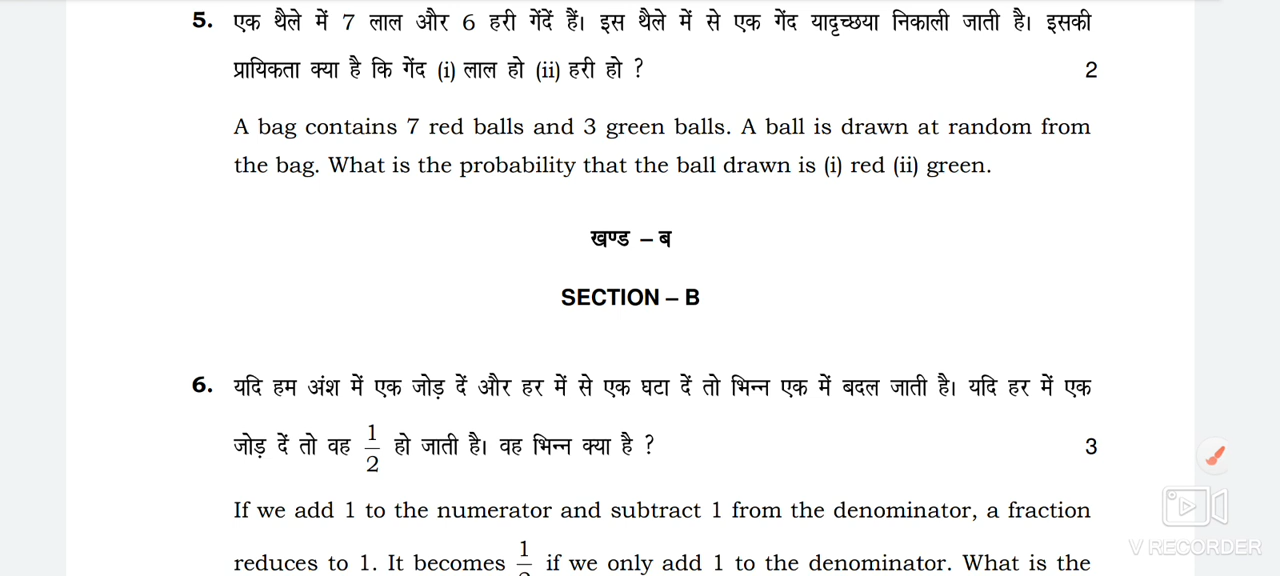 5. एक थैले में 7 लाल और 6 हरी गेंदें हैं। इस थैले में से एक गेंद यादृच्छया निकाली जाती है। इसकी
प्रायिकता क्या है कि गेंद (i) लाल हो (ii) हरी हो ? 2
A bag contains 7 red balls and 3 green balls. A ball is drawn at random from
the bag. What is the probability that the ball drawn is (i) red (ii) green.
खण्ड – ब
SECTION – B
6. यदि हम अंश में एक जोड़ दें और हर में से एक घटा दें तो भिन्न एक में बदल जाती है। यदि हर में एक
जोड़ दें तो वह 1/2 हो जाती है। वह भिन्न क्या है ? 3
If we add 1 to the numerator and subtract 1 from the denominator, a fraction
reduces to 1. It becomes 1/2 if we only add 1 to the denominator. What is the
V RECORDER